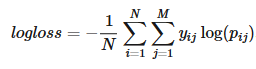 logloss = −\frac{1}{N} \sum_{i=1}^{N} \sum_{j=1}^{M} y_{ij} \log(p_{ij})